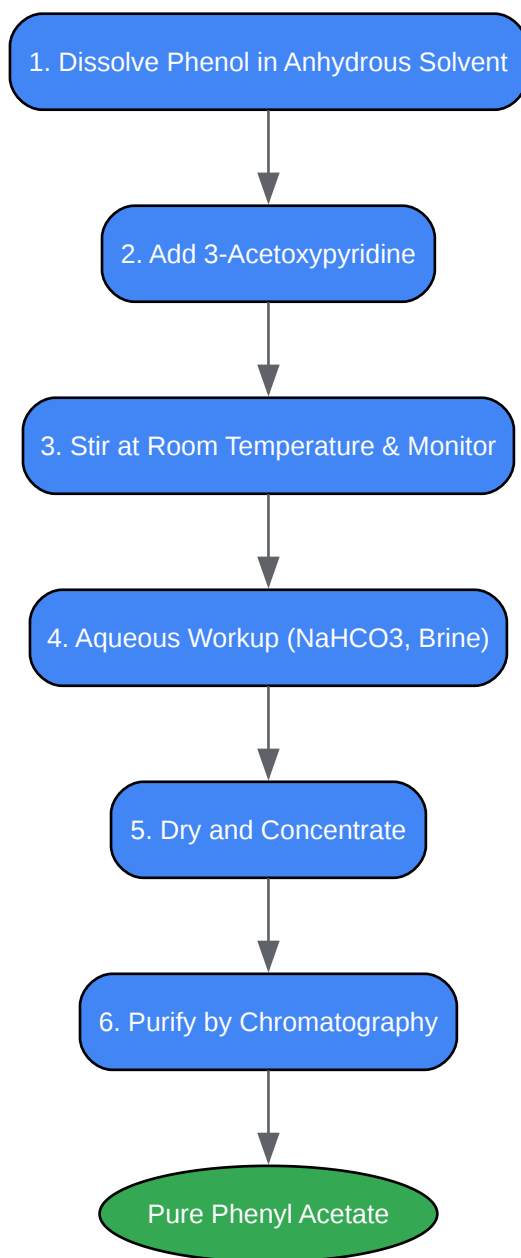 1. Dissolve Phenol in Anhydrous Solvent
2. Add 3-Acetoxypyridine
3. Stir at Room Temperature & Monitor
4. Aqueous Workup (NaHCO3, Brine)
5. Dry and Concentrate
6. Purify by Chromatography
Pure Phenyl Acetate